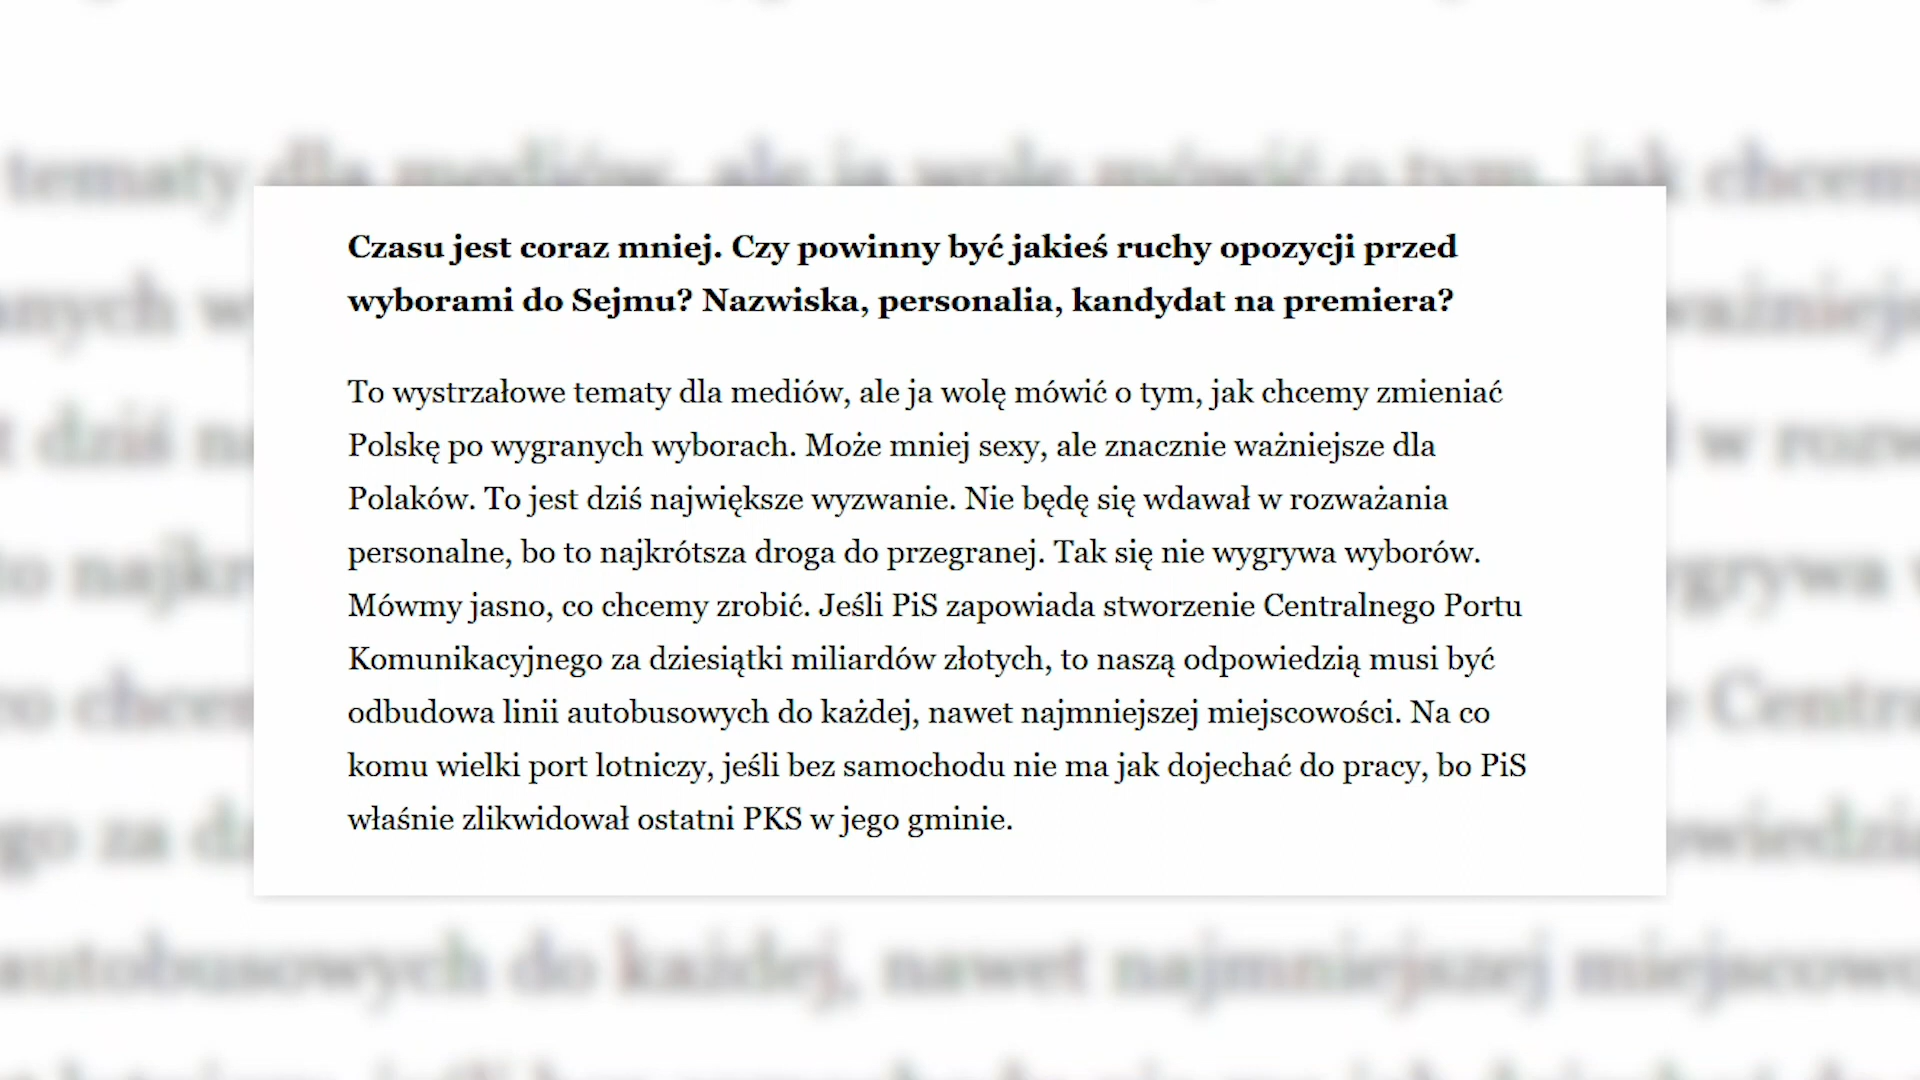 Czasu jest coraz mniej. Czy powinny być jakieś ruchy opozycji przed
wyborami do Sejmu? Nazwiska, personalia, kandydat na premiera?
To wystrzałowe tematy dla mediów, ale ja wolę mówić o tym, jak chcemy zmieniać
Polskę po wygranych wyborach. Może mniej sexy, ale znacznie ważniejsze dla
Polaków. To jest dziś największe wyzwanie. Nie będę się wdawał w rozważania
personalne, bo to najkrótsza droga do przegranej. Tak się nie wygrywa wyborów.
Mówmy jasno, co chcemy zrobić. Jeśli PiS zapowiada stworzenie Centralnego Portu
Komunikacyjnego za dziesiątki miliardów złotych, to naszą odpowiedzią musi być
odbudowa linii autobusowych do każdej, nawet najmniejszej miejscowości. Na co
komu wielki port lotniczy, jeśli bez samochodu nie ma jak dojechać do pracy, bo PiS
właśnie zlikwidował ostatni PKS w jego gminie.